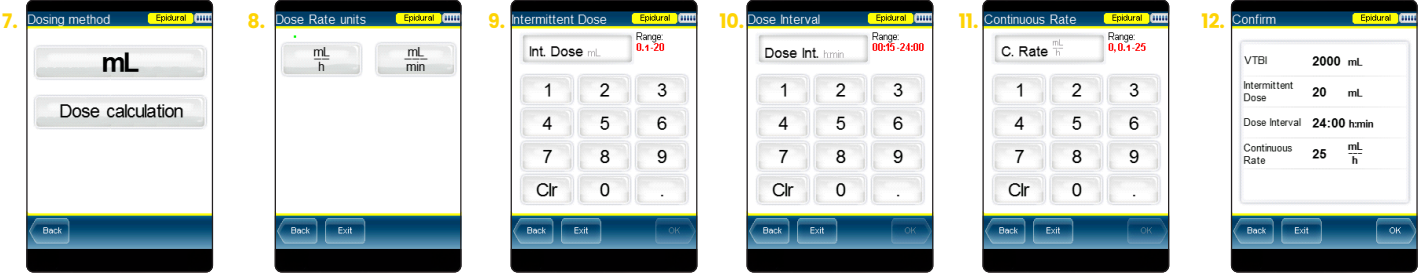 7.
Dosing method Epidural
mL
Dose calculation
Back
8.
Dose Rate units Epidural
mL mL
h min
Back Exit
9.
Intermittent Dose Epidural
Range:
Int. Dose mL 0.1-20
1 2 3
4 5 6
7 8 9
Clr 0 .
Back Exit OK
10.
Dose Interval Epidural
Range:
Dose Int. h:min 00:15-24:00
1 2 3
4 5 6
7 8 9
Clr 0 .
Back Exit OK
11.
Continuous Rate Epidural
Range:
C. Rate mL 0, 0.1-25
h
1 2 3
4 5 6
7 8 9
Clr 0 .
Back Exit OK
12.
Confirm Epidural
VTBI 2000 mL
Intermittent
Dose 20 mL
Dose Interval 24:00 h:min
Continuous
Rate 25 mL
h
Back Exit OK